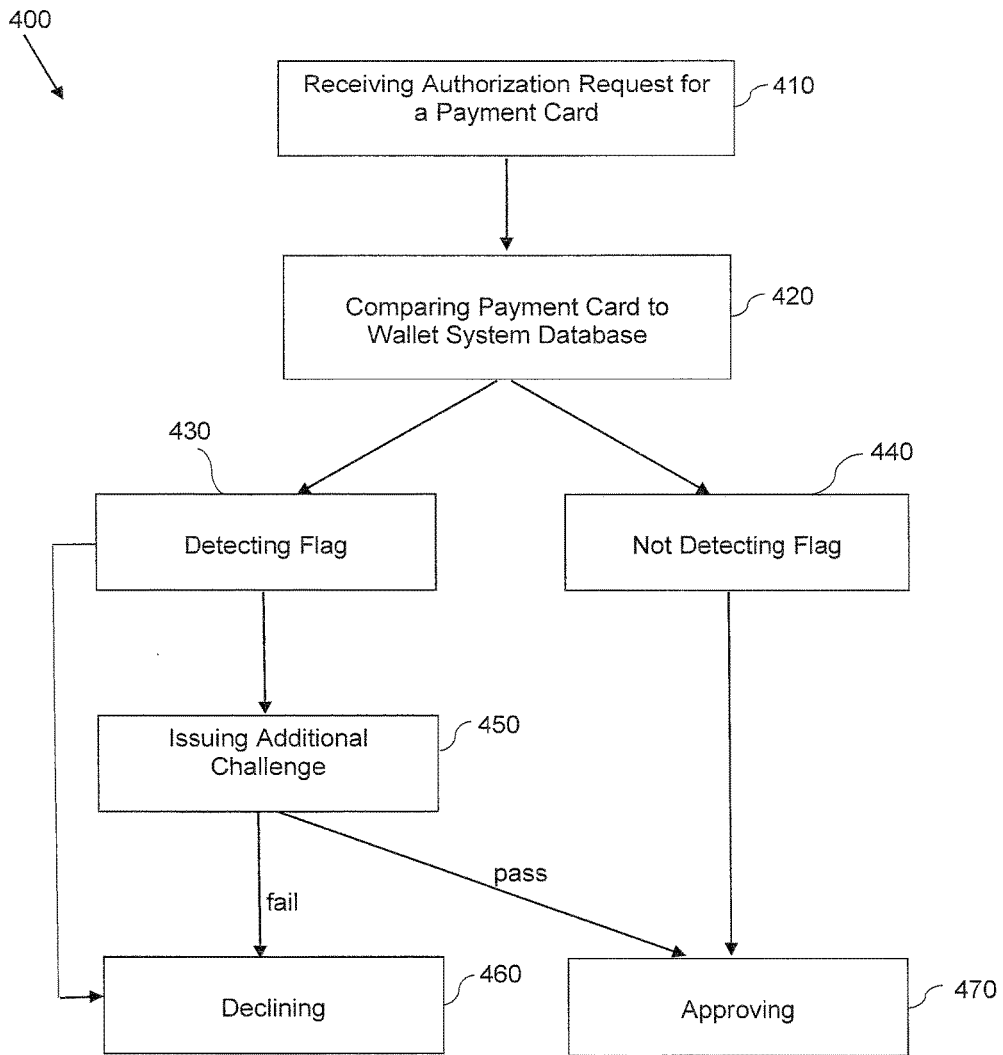 400
Receiving Authorization Request for
a Payment Card
410
Comparing Payment Card to
Wallet System Database
420
430
440
Detecting Flag
Not Detecting Flag
Issuing Additional
Challenge
450
pass
fail
Declining
460
Approving
470